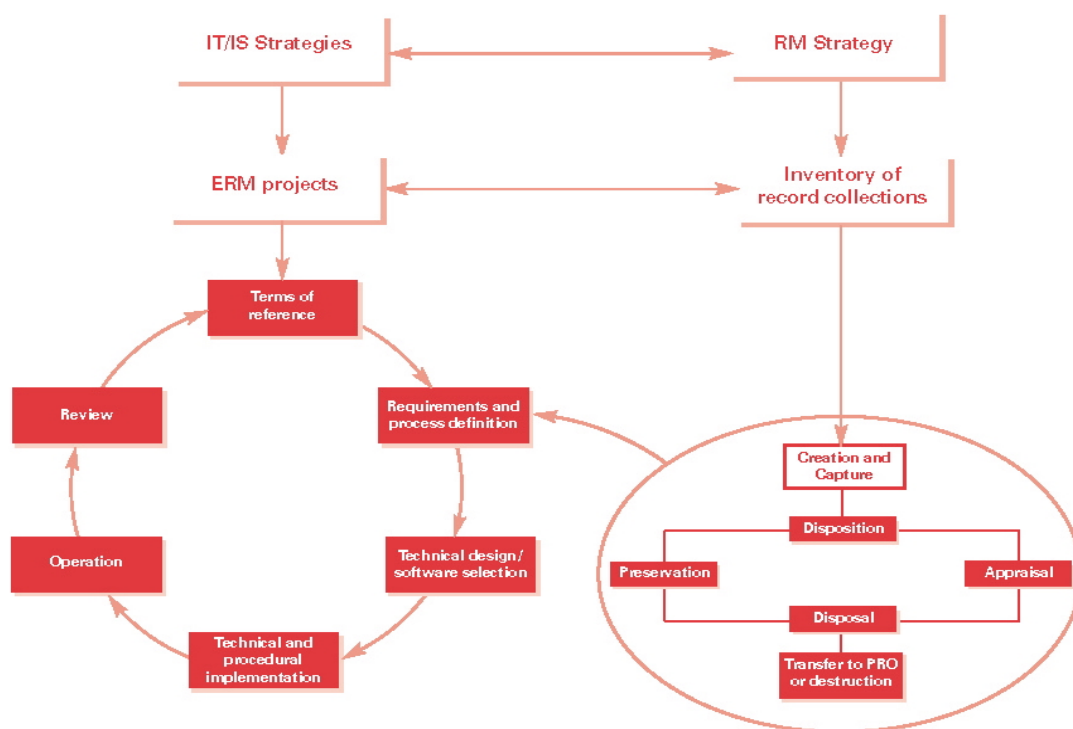 IT/IS Strategies
RM Strategy
ERM projects
Inventory of
record collections
Terms of
reference
Review
Requirements and
process definition
Creation and
Capture
Disposition
Operation
Technical design/
software selection
Preservation
Appraisal
Disposal
Technical and
procedural
implementation
Transfer to PRO
or destruction